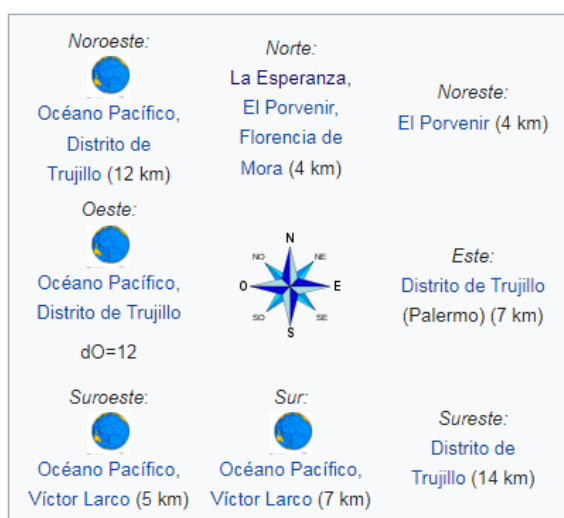 Noroeste:
Océano Pacífico,
Distrito de
Trujillo (12 km)
Norte:
La Esperanza,
El Porvenir,
Florencia de
Mora (4 km)
Noreste:
El Porvenir (4 km)
Oeste:
Océano Pacífico,
Distrito de Trujillo
dO=12
N
NO NE
O E
SO SE
S
Este:
Distrito de Trujillo
(Palermo) (7 km)
Suroeste:
Océano Pacífico,
Víctor Larco (5 km)
Sur:
Océano Pacífico,
Víctor Larco (7 km)
Sureste:
Distrito de
Trujillo (14 km)